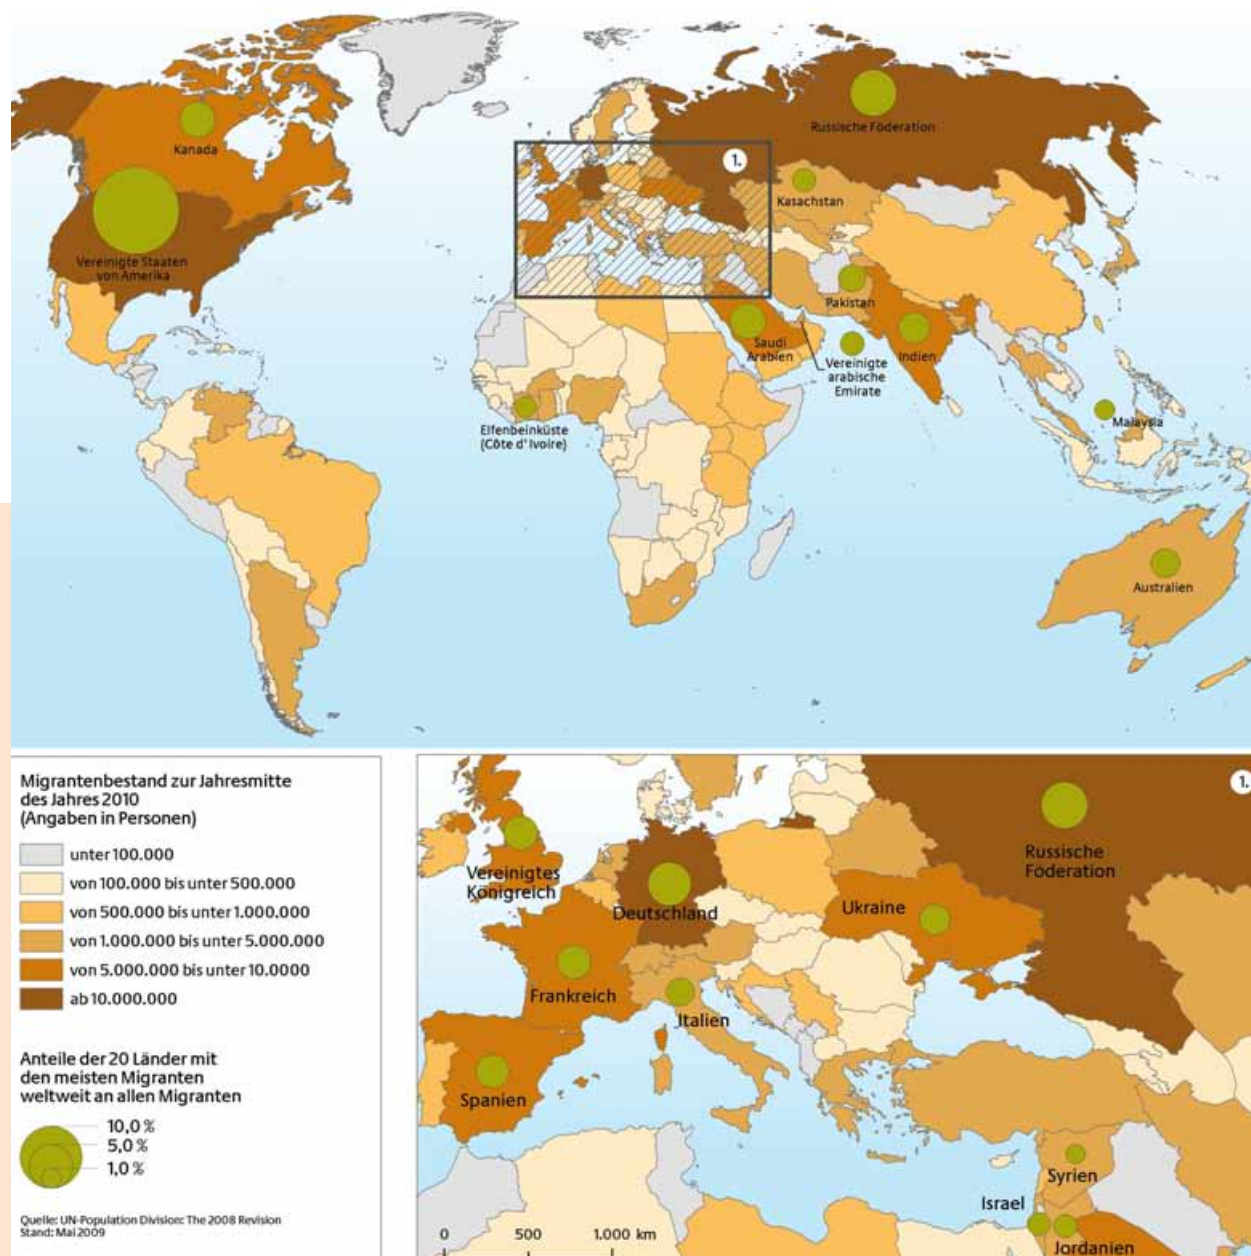 Russische Föderation
Kanada
1.
Kasachstan
Vereinigte Staaten
von Amerika
Pakistan
Saudi
Arabien
Indien
Vereinigte
arabische
Emirate
Elfenbeinküste
(Côte d' Ivoire)
Malaysia
Australien
Migrantenbestand zur Jahresmitte
des Jahres 2010
(Angaben in Personen)
unter 100.000
von 100.000 bis unter 500.000
von 500.000 bis unter 1.000.000
von 1.000.000 bis unter 5.000.000
von 5.000.000 bis unter 10.0000
ab 10.000.000
Anteile der 20 Länder mit
den meisten Migranten
weltweit an allen Migranten
10,0 %
5,0 %
1,0 %
Quelle: UN-Population Division: The 2008 Revision
Stand: Mai 2009
1.
Russische
Föderation
Vereinigtes
Königreich
Deutschland
Ukraine
Frankreich
Italien
Spanien
Syrien
Israel
Jordanien
0 500 1.000 km